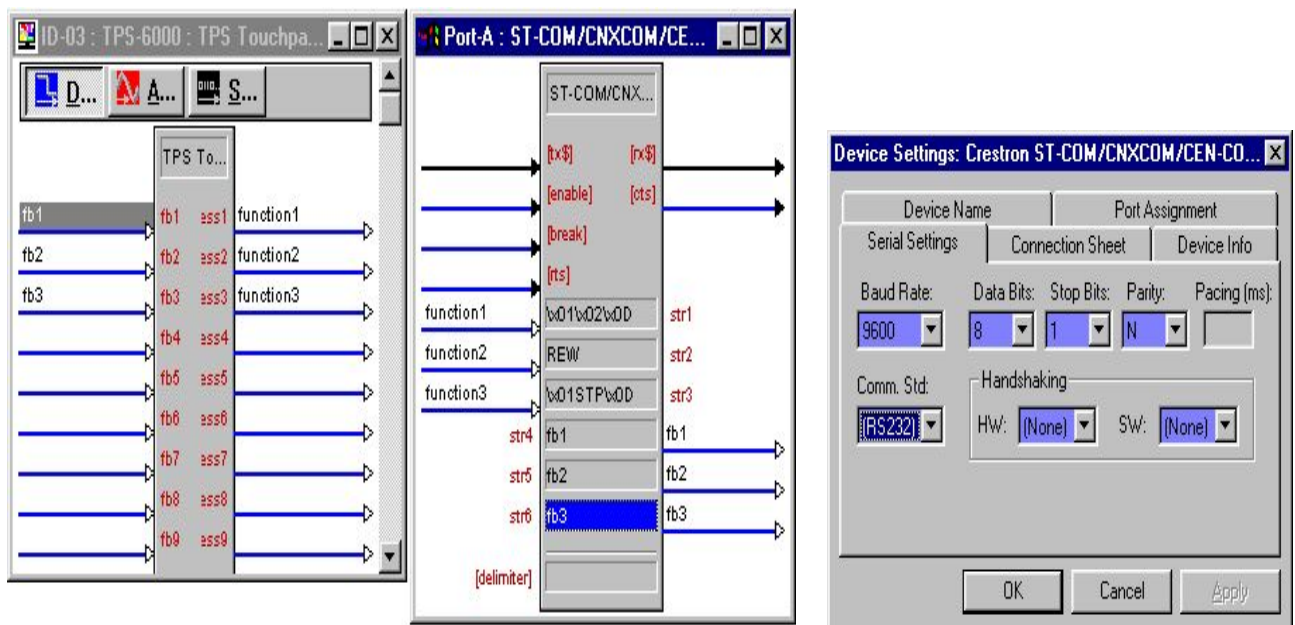 ID-03 : TPS-6000 : TPS Touchpa...
D... A... S...
TPS To...
fb1 fb1 ess1 function1
fb2 fb2 ess2 function2
fb3 fb3 ess3 function3
fb4 ess4
fb5 ess5
fb6 ess6
fb7 ess7
fb8 ess8
fb9 ess9
Port-A : ST-COM/CNXCOM/CE...
ST-COM/CNX...
[tx$] [rx$]
[enable] [cts]
[break]
[rts]
function1 \x01\x02\x0D str1
function2 REW str2
function3 \x01STP\x0D str3
str4 fb1 fb1
str5 fb2 fb2
str6 fb3 fb3
[delimiter]
Device Settings: Crestron ST-COM/CNXCOM/CEN-CO...
Device Name Port Assignment
Serial Settings Connection Sheet Device Info
Baud Rate: Data Bits: Stop Bits: Parity: Pacing (ms):
9600 8 1 N
Comm. Std: Handshaking
(RS232) HW: (None) SW: (None)
OK Cancel Apply